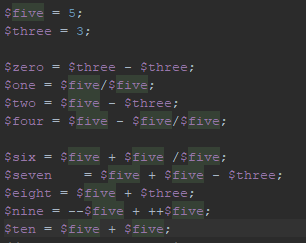 $five = 5;
$three = 3;
$zero = $three - $three;
$one = $five/$five;
$two = $five - $three;
$four = $five - $five/$five;
$six = $five + $five /$five;
$seven    = $five + $five - $three;
$eight = $five + $three;
$nine = --$five + ++$five;
$ten = $five + $five;